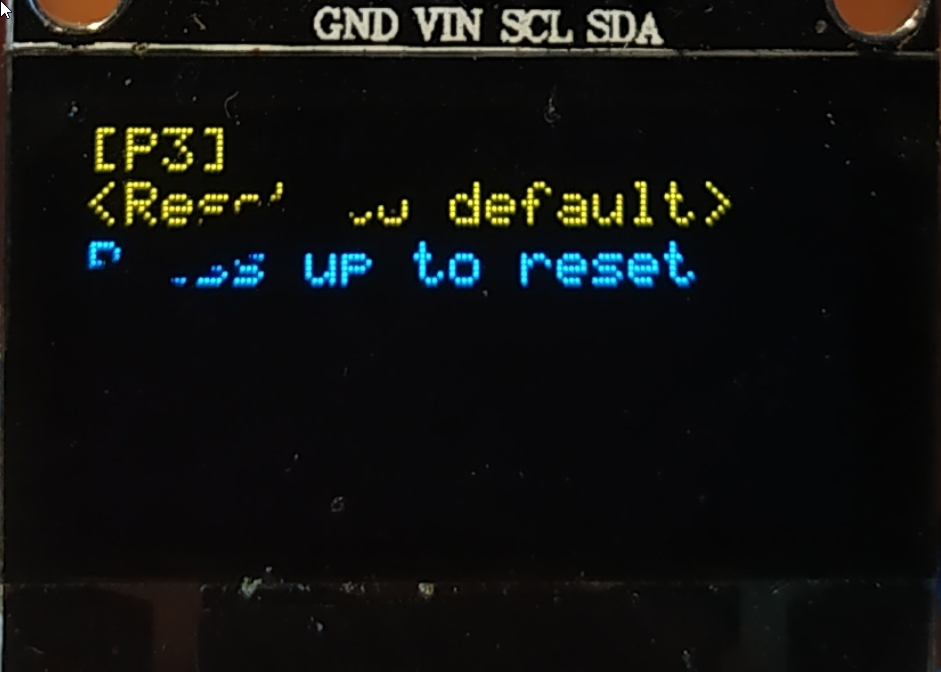 GND VIN SCL SDA
[P3]
default>
up to reset